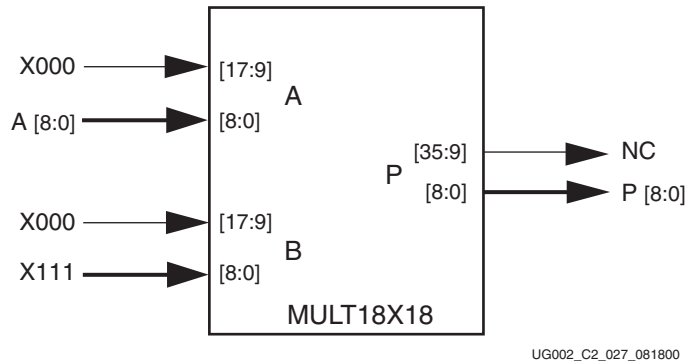 X000 [17:9]
A
A [8:0] [8:0]
[35:9] NC
P
[8:0] P [8:0]
X000 [17:9]
B
X111 [8:0]
MULT18X18
UG002_C2_027_081800